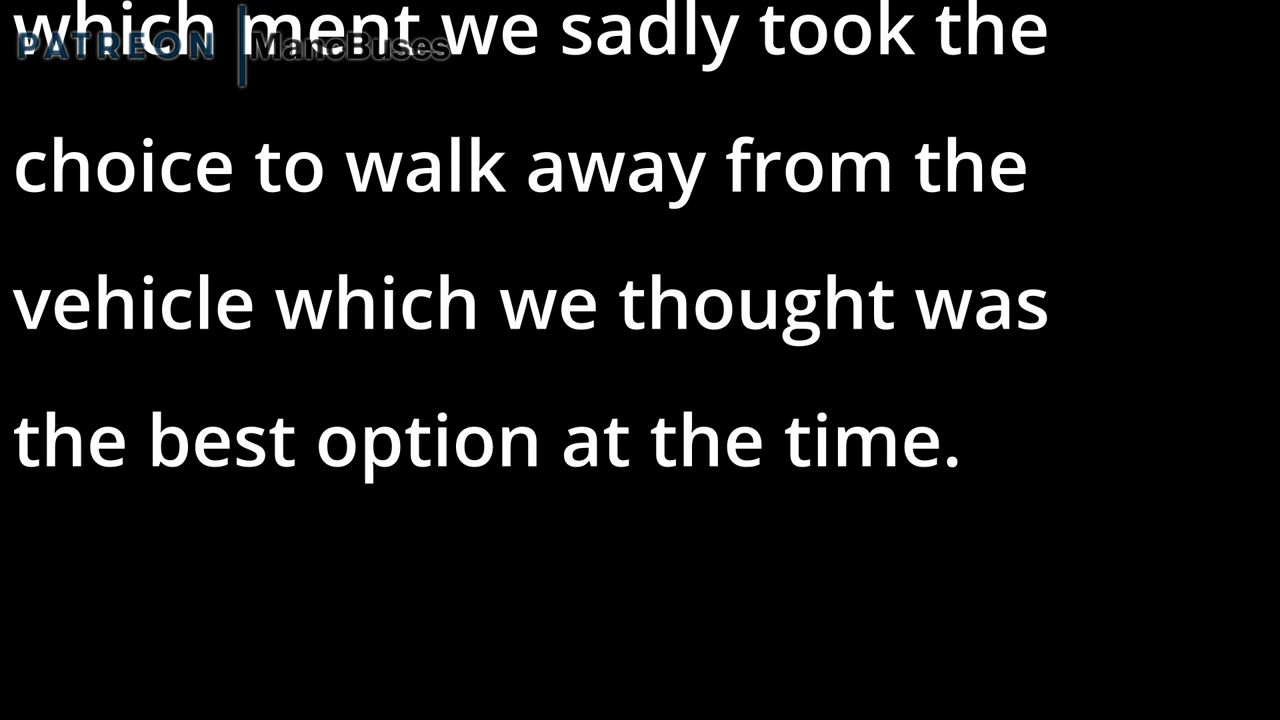 which ment we sadly took the
PATREON | MancBuses
choice to walk away from the
vehicle which we thought was
the best option at the time.